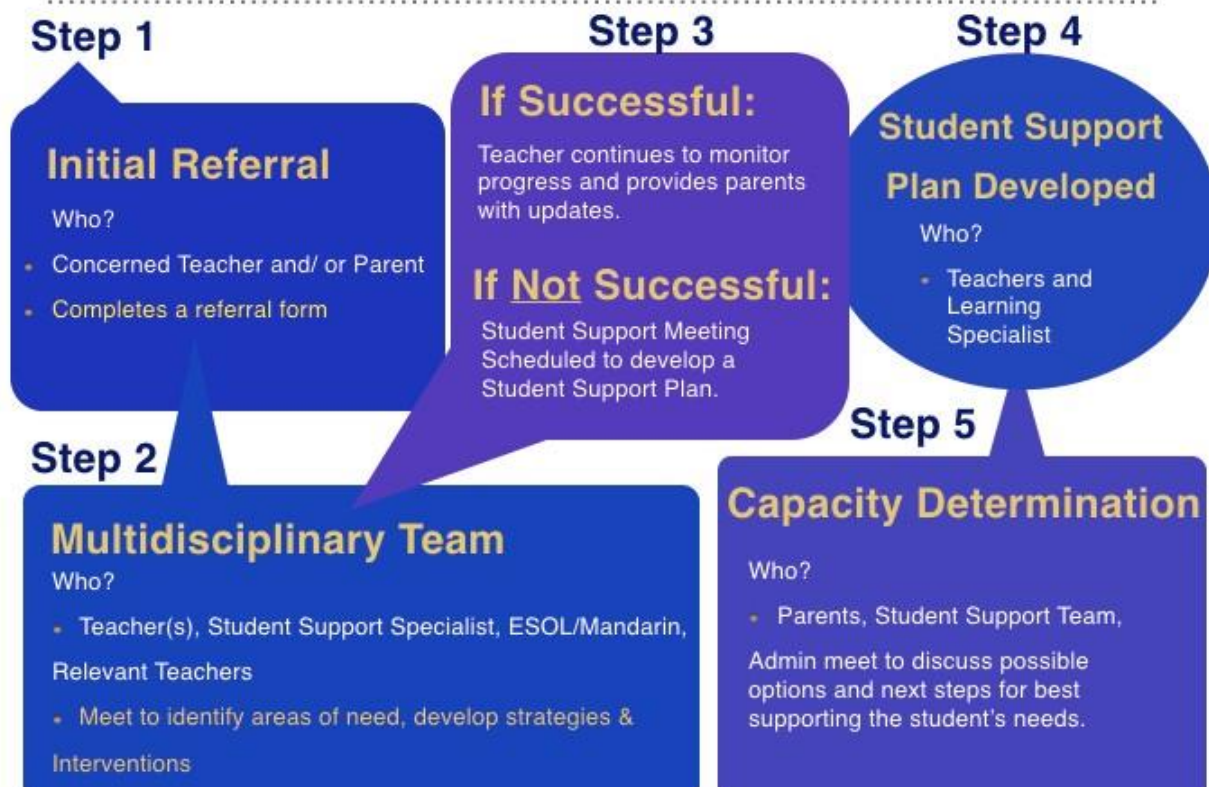 Step 1
Initial Referral
Who?
• Concerned Teacher and/ or Parent
• Completes a referral form
Step 2
Multidisciplinary Team
Who?
• Teacher(s), Student Support Specialist, ESOL/Mandarin,
Relevant Teachers
• Meet to identify areas of need, develop strategies &
Interventions
Step 3
If Successful:
Teacher continues to monitor
progress and provides parents
with updates.
If Not Successful:
Student Support Meeting
Scheduled to develop a
Student Support Plan.
Step 4
Student Support
Plan Developed
Who?
• Teachers and
Learning
Specialist
Step 5
Capacity Determination
Who?
• Parents, Student Support Team,
Admin meet to discuss possible
options and next steps for best
supporting the student's needs.